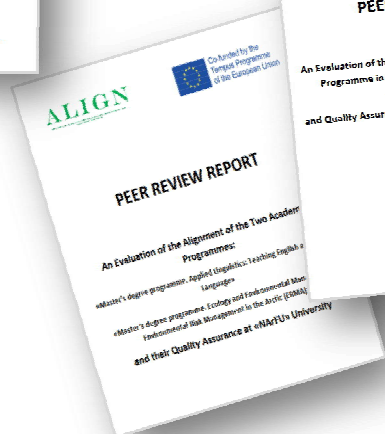 ALIGN
Co-funded by the
Tempus Programme
of the European Union
PEER REVIEW REPORT
An Evaluation of the Alignment of the Two Academ
Programmes:
«Master's degree programme. Applied Linguistics: Teaching English a
Language»
«Master's degree programme. Ecology and Environmental Man
Environmental Risk Management in the Arctic (ERMA)
and their Quality Assurance at «NArFU» University
PEE
An Evaluation of th
Programme in
and Quality Assur